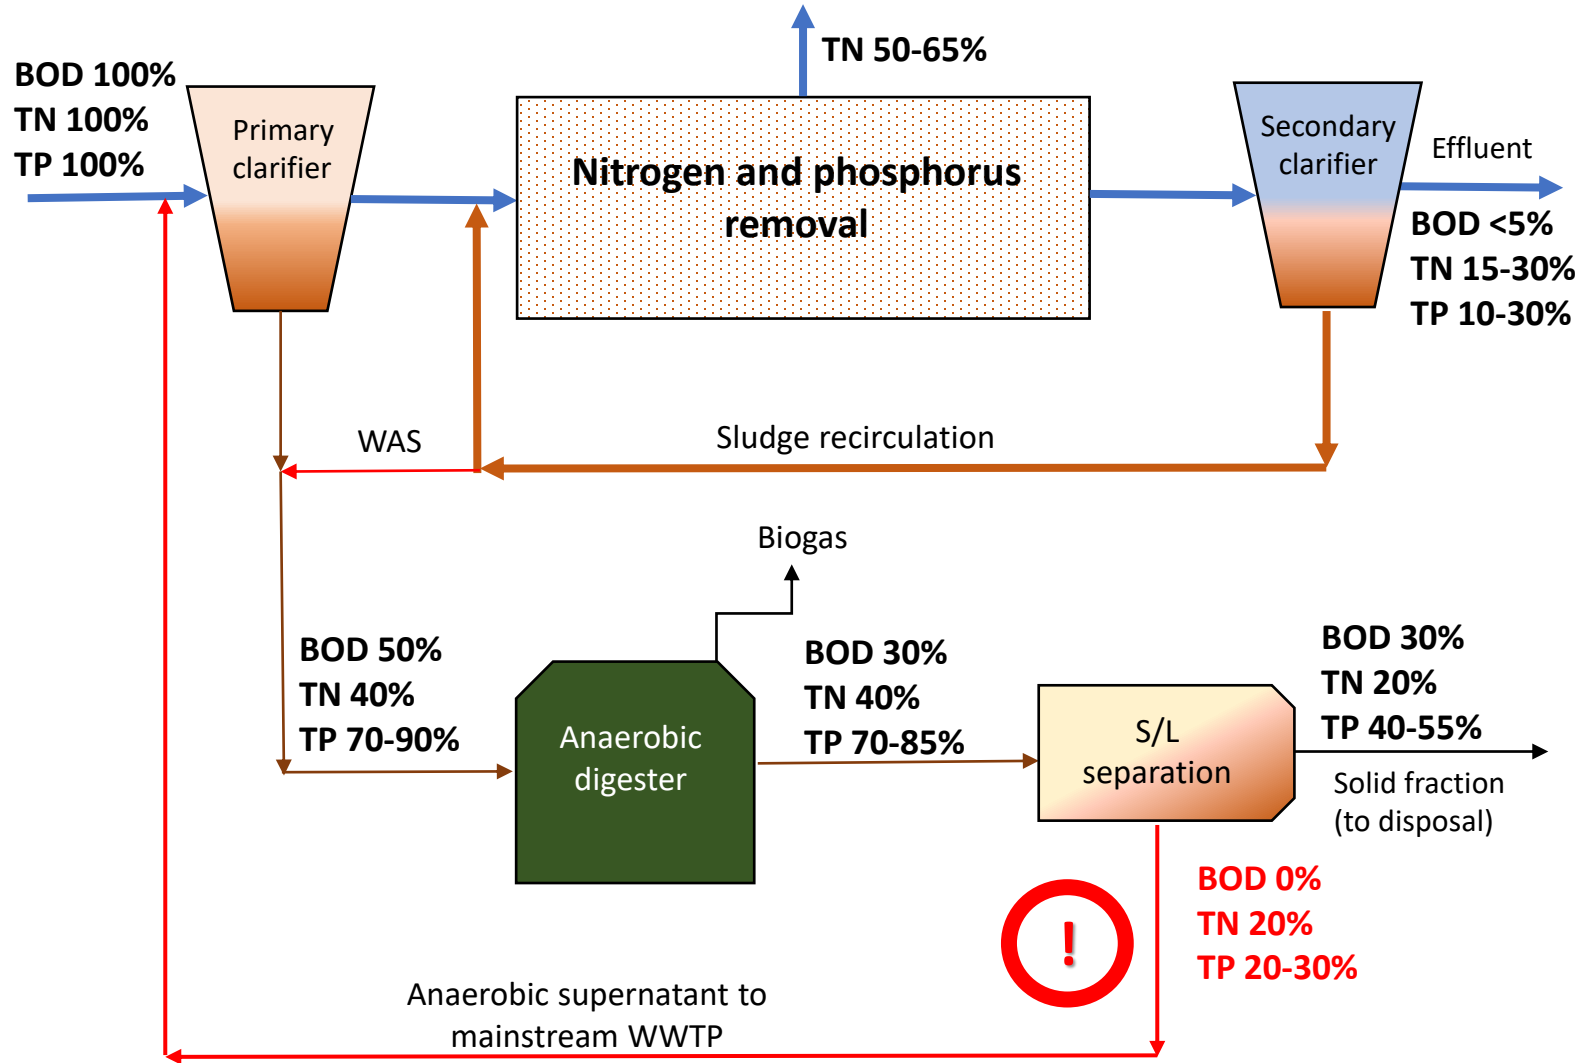 TN 50-65%
BOD 100%
TN 100%
TP 100%
Primary
clarifier
Nitrogen and phosphorus
removal
Secondary
clarifier
Effluent
BOD <5%
TN 15-30%
TP 10-30%
WAS
Sludge recirculation
Biogas
BOD 50%
TN 40%
TP 70-90%
Anaerobic
digester
BOD 30%
TN 40%
TP 70-85%
S/L
separation
BOD 30%
TN 20%
TP 40-55%
Solid fraction
(to disposal)
!
BOD 0%
TN 20%
TP 20-30%
Anaerobic supernatant to
mainstream WWTP